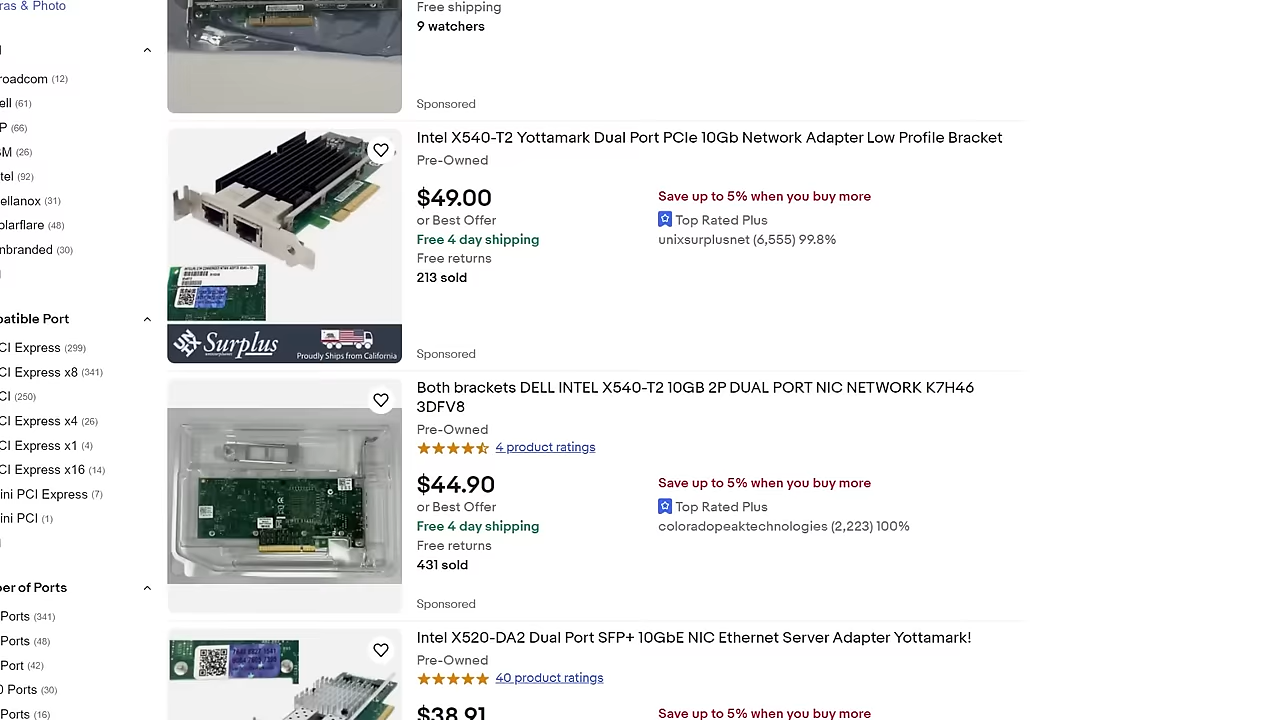 ras & Photo
roadcom (12)
ell (61)
P (66)
BM (26)
tel (92)
ellanox (31)
olarflare (48)
nbranded (30)
patible Port
CI Express (299)
CI Express x8 (341)
CI (250)
CI Express x4 (26)
CI Express x1 (4)
CI Express x16 (14)
ini PCI Express (7)
ini PCI (1)
ber of Ports
Ports (341)
Ports (48)
Port (42)
0 Ports (30)
Ports (16)
Free shipping
9 watchers
Sponsored
Surplus
Proudly Ships from California
Intel X540-T2 Yottamark Dual Port PCIe 10Gb Network Adapter Low Profile Bracket
Pre-Owned
$49.00
or Best Offer
Free 4 day shipping
Free returns
213 sold
Save up to 5% when you buy more
Top Rated Plus
unixsurplusnet (6,555) 99.8%
Sponsored
Both brackets DELL INTEL X540-T2 10GB 2P DUAL PORT NIC NETWORK K7H46
3DFV8
Pre-Owned
4 product ratings
$44.90
or Best Offer
Free 4 day shipping
Free returns
431 sold
Save up to 5% when you buy more
Top Rated Plus
coloradopeaktechnologies (2,223) 100%
Sponsored
Intel X520-DA2 Dual Port SFP+ 10GbE NIC Ethernet Server Adapter Yottamark!
Pre-Owned
40 product ratings
$38.91
Save up to 5% when you buy more